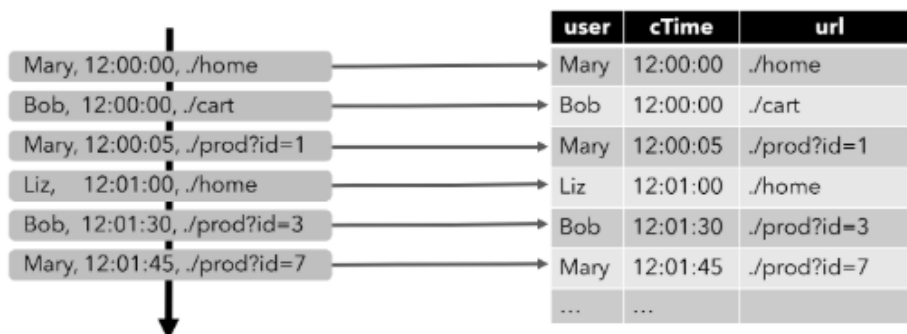 user cTime url
Mary, 12:00:00, ./home Mary 12:00:00 ./home
Bob, 12:00:00, ./cart Bob 12:00:00 ./cart
Mary, 12:00:05, ./prod?id=1 Mary 12:00:05 ./prod?id=1
Liz, 12:01:00, ./home Liz 12:01:00 ./home
Bob, 12:01:30, ./prod?id=3 Bob 12:01:30 ./prod?id=3
Mary, 12:01:45, ./prod?id=7 Mary 12:01:45 ./prod?id=7
... ...